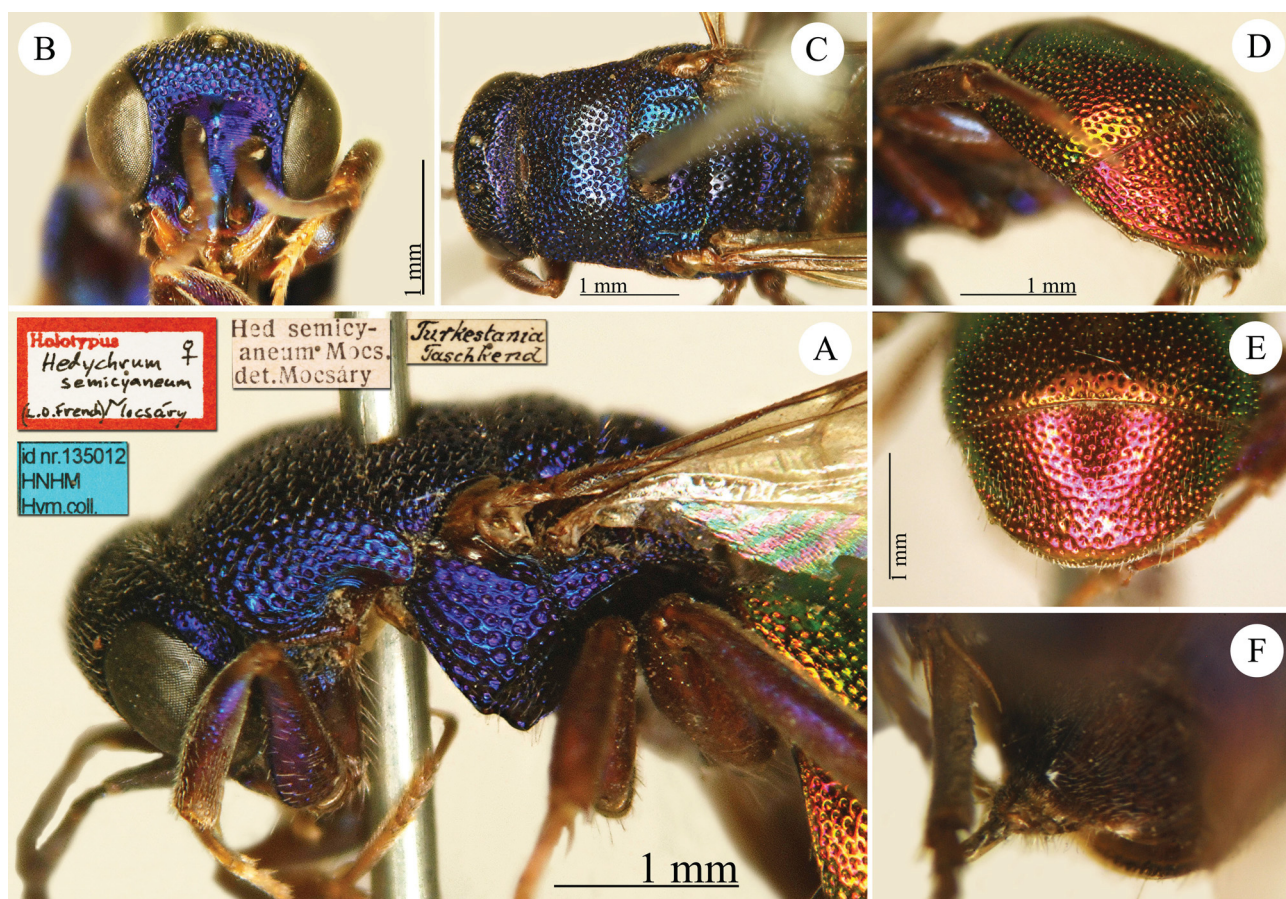 B
C
D
1 mm
1 mm
1 mm
Holotypus
Hedychrum ♀
semicyaneum
(L.D.French) Mocsáry
Hed semicy-
aneum Mocs.
det.Mocsáry
Turkestania
Taschkend
A
id nr.135012
HNHM
Hym.coll.
1 mm
E
1 mm
F